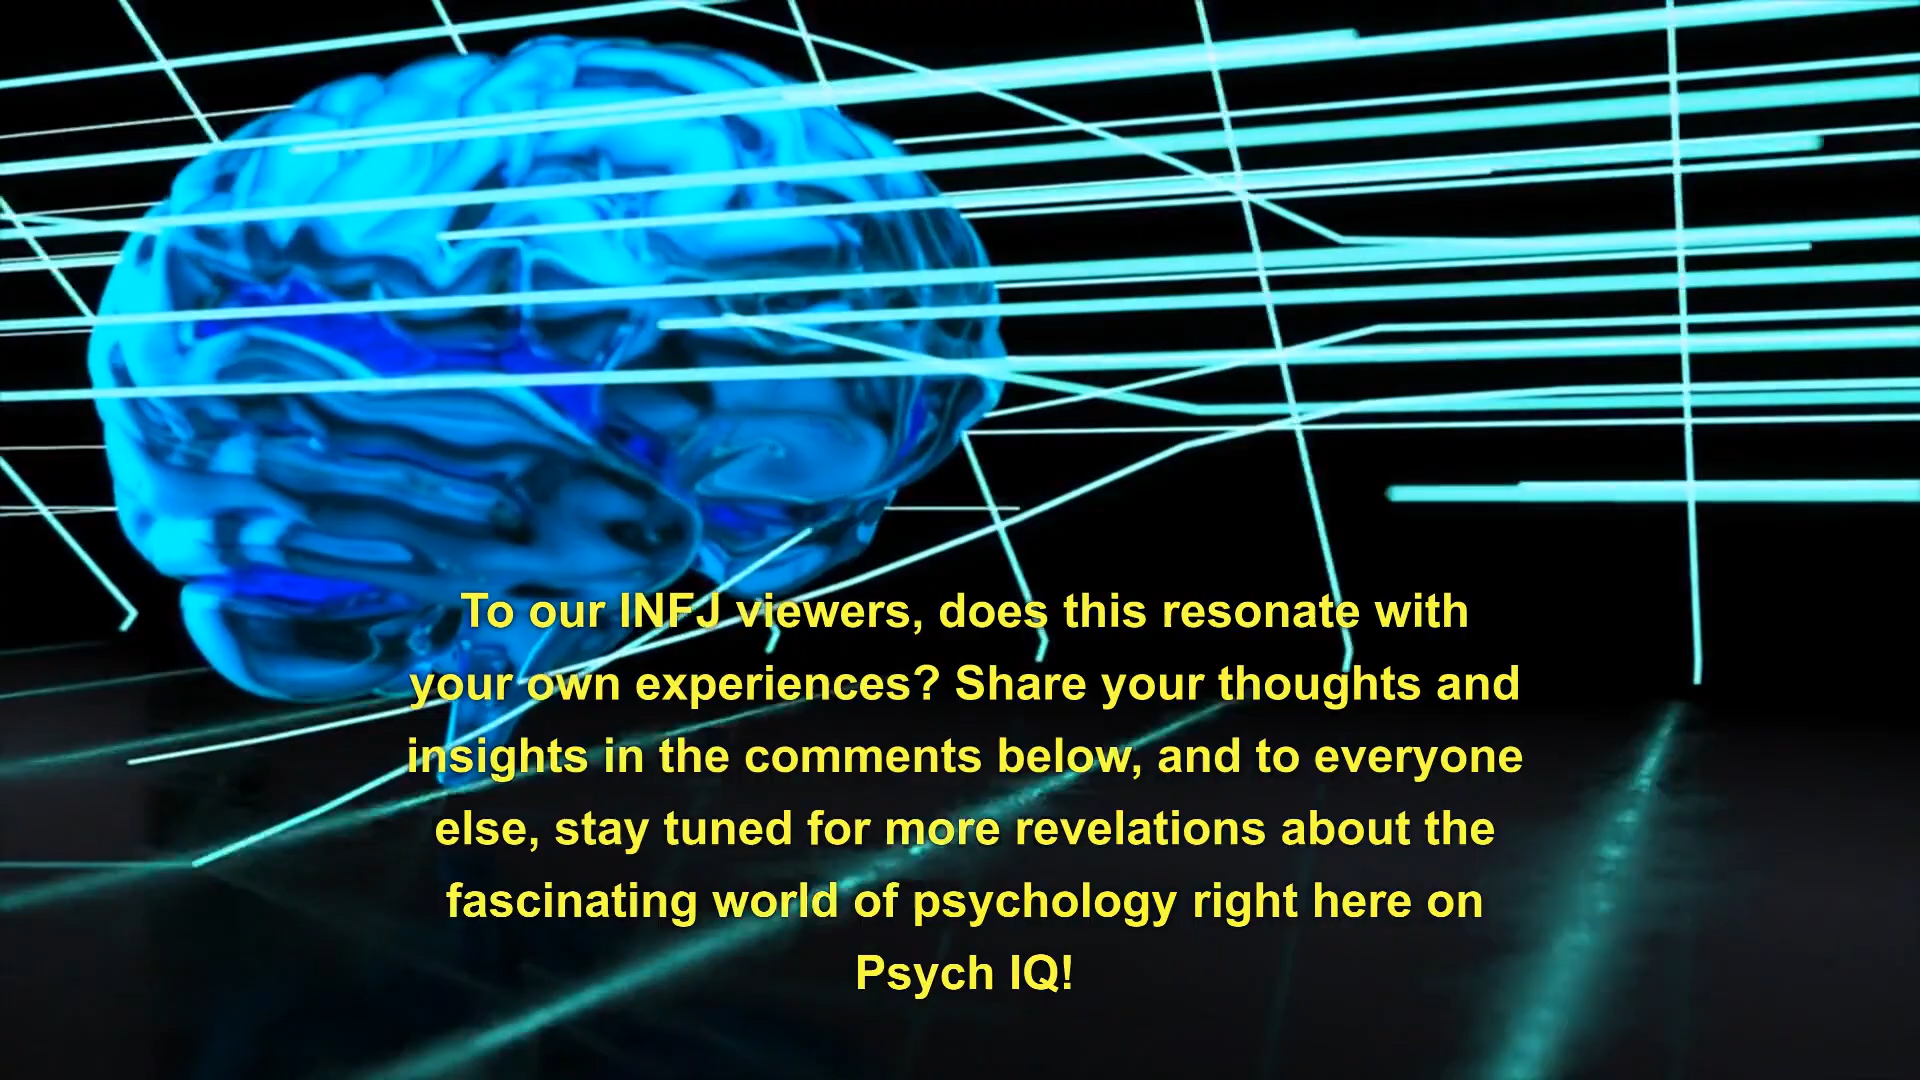 To our INFJ viewers, does this resonate with
your own experiences? Share your thoughts and
insights in the comments below, and to everyone
else, stay tuned for more revelations about the
fascinating world of psychology right here on
Psych IQ!